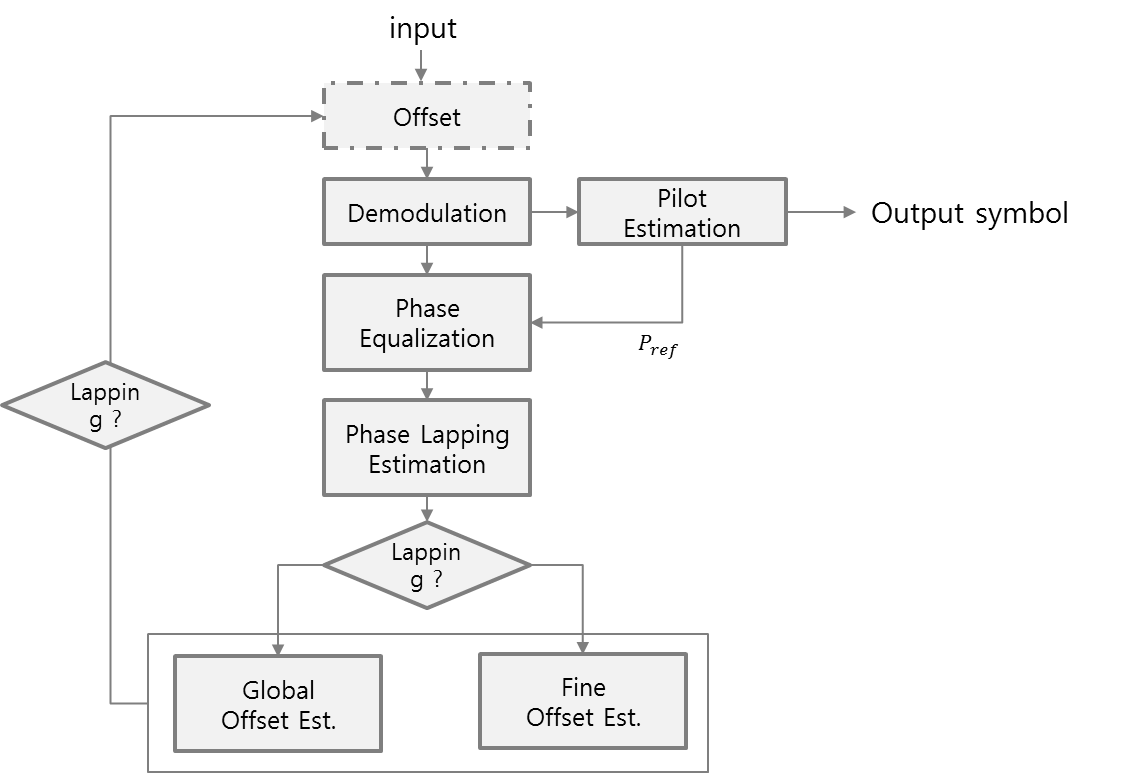 input
Offset
Demodulation
Pilot
Estimation
Output symbol
Phase
Equalization
P_ref
Lappin
g ?
Phase Lapping
Estimation
Lappin
g ?
Global
Offset Est.
Fine
Offset Est.